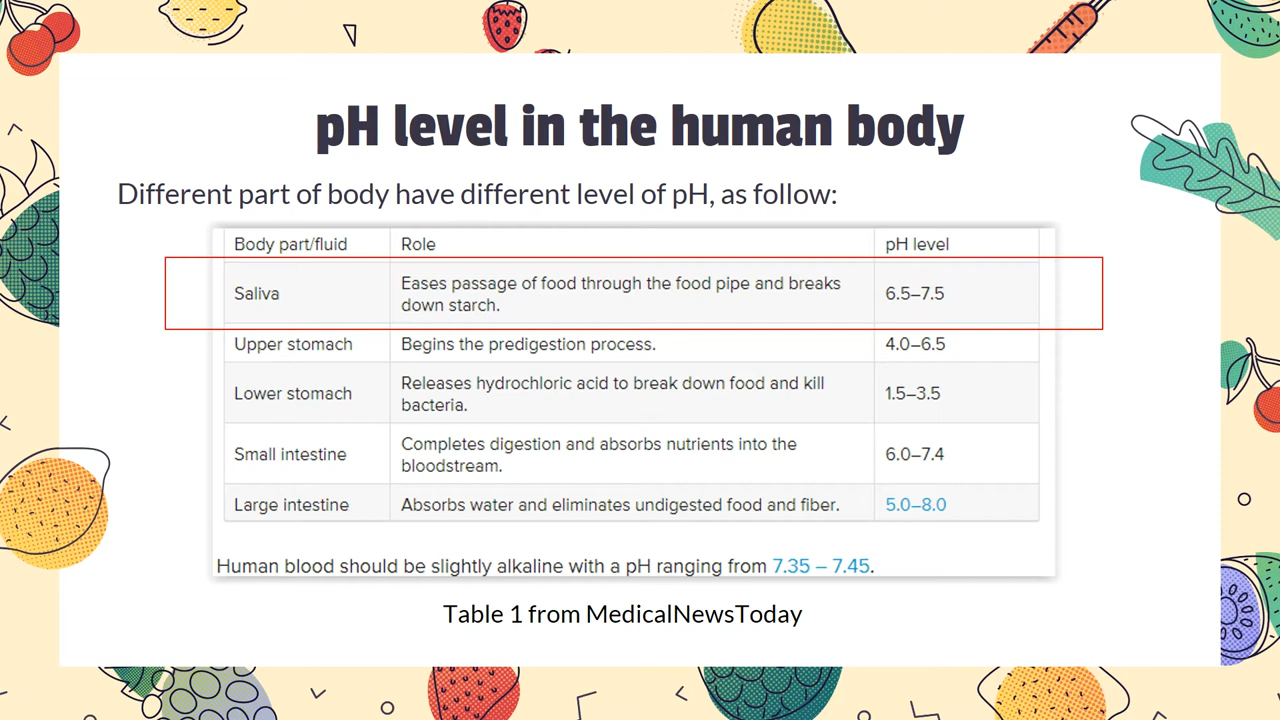 pH level in the human body
Different part of body have different level of pH, as follow:
Body part/fluid Role pH level
Saliva Eases passage of food through the food pipe and breaks down starch. 6.5–7.5
Upper stomach Begins the predigestion process. 4.0–6.5
Lower stomach Releases hydrochloric acid to break down food and kill bacteria. 1.5–3.5
Small intestine Completes digestion and absorbs nutrients into the bloodstream. 6.0–7.4
Large intestine Absorbs water and eliminates undigested food and fiber. 5.0–8.0
Human blood should be slightly alkaline with a pH ranging from 7.35 – 7.45.
Table 1 from MedicalNewsToday